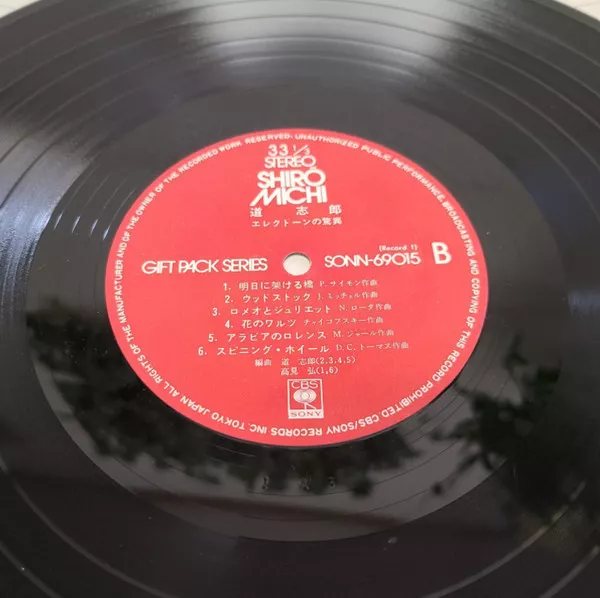 33 1/3
STEREO
SHIRO
MICHI
道 志郎
エレクトーンの驚異
(Record 1)
GIFT PACK SERIES
SONN-69015
B
1. 明日に架ける橋 P. サイモン作曲
2. ウッドストック J. ミッチェル作曲
3. ロメオとジュリエット N. ロータ作曲
4. 花のワルツ チャイコフスキー作曲
5. アラビアのロレンス M. ジャール作曲
6. スピニング・ホイール D.C. トーマス作曲
編曲 道 志郎(2,3,4,5)
高見 弘(1,6)
CBS
SONY
CBS/SONY RECORDS INC. TOKYO JAPAN ALL RIGHTS OF THE MANUFACTURER AND OF THE OWNER OF THE RECORDED WORK RESERVED. UNAUTHORIZED PUBLIC PERFORMANCE, BROADCASTING AND COPYING OF THIS RECORD PROHIBITED.